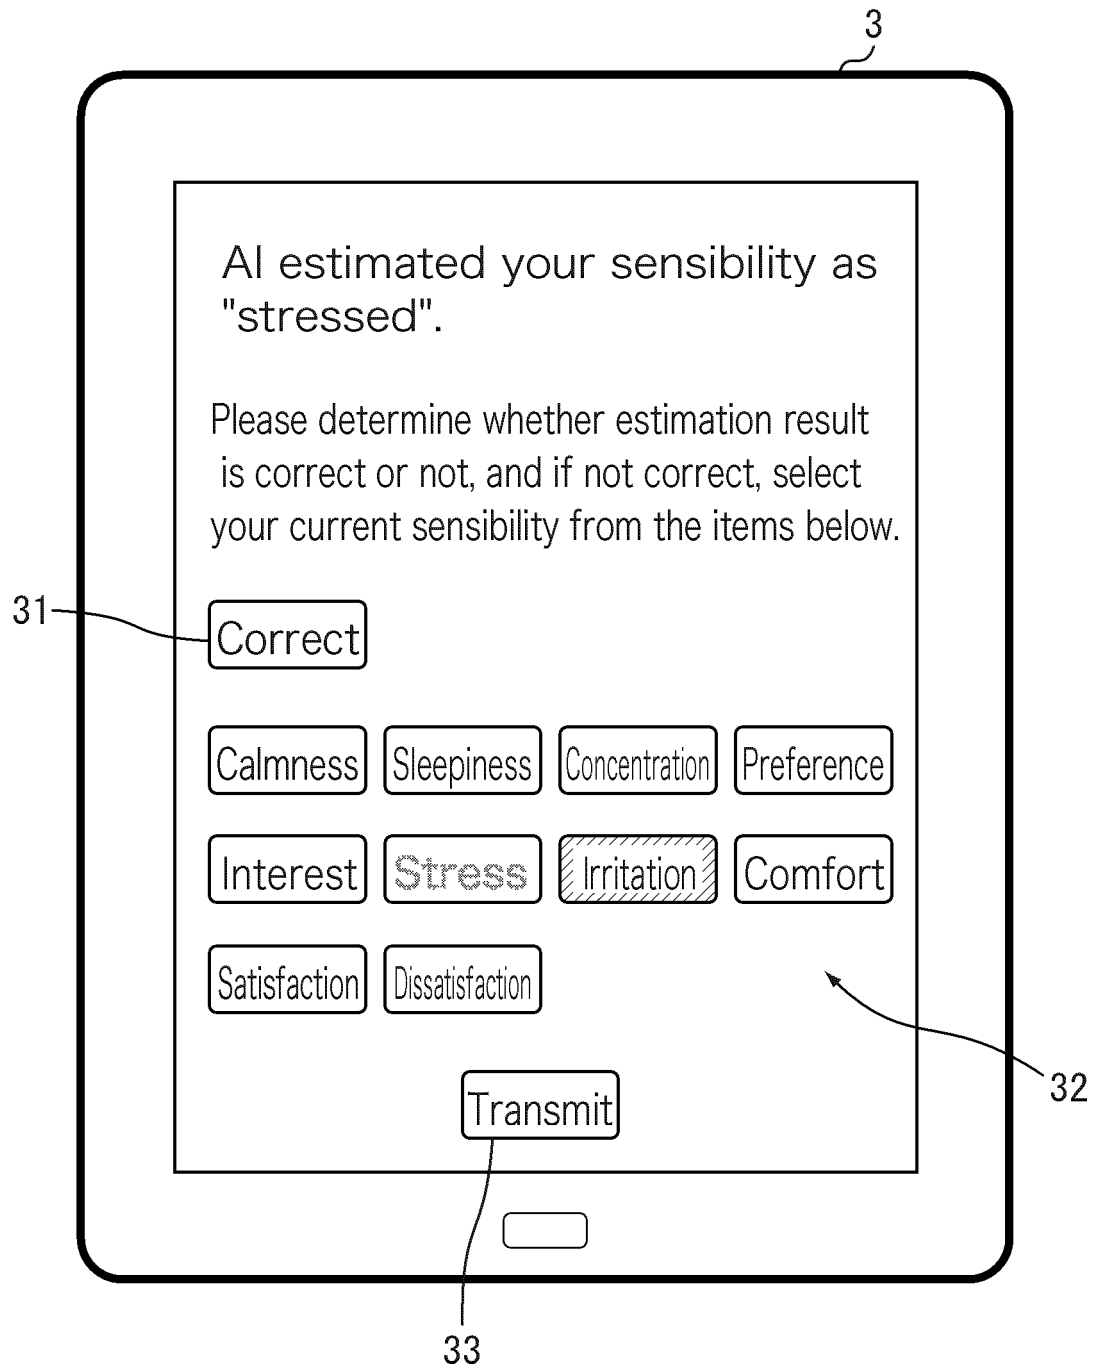 3
AI estimated your sensibility as
"stressed".
Please determine whether estimation result
is correct or not, and if not correct, select
your current sensibility from the items below.
31
Correct
Calmness Sleepiness Concentration Preference
Interest Stress Irritation Comfort
Satisfaction Dissatisfaction
32
Transmit
33